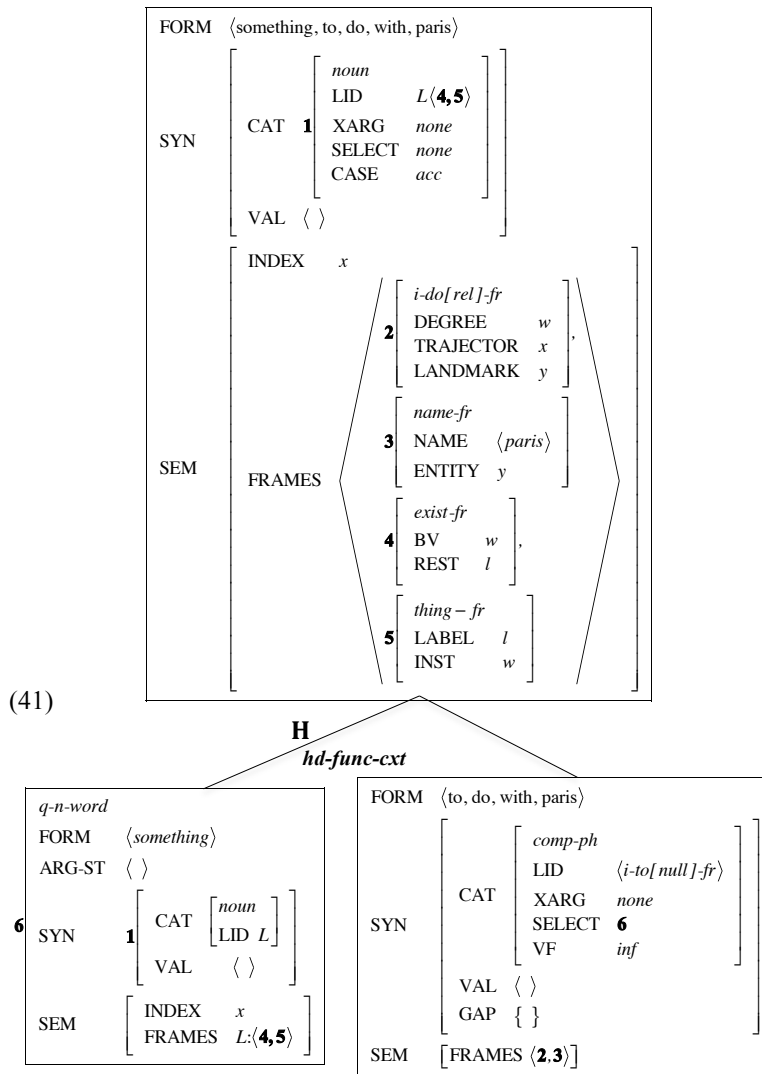 FORM ⟨something, to, do, with, paris⟩
noun
LID L⟨4,5⟩
CAT 1 XARG none
SYN SELECT none
CASE acc
VAL ⟨ ⟩
INDEX x
i-do[rel]-fr
2 DEGREE w ,
TRAJECTOR x
LANDMARK y
name-fr
3 NAME ⟨paris⟩
SEM FRAMES ENTITY y
exist-fr
4 BV w ,
REST l
thing – fr
5 LABEL l
INST w
(41)
H
hd-func-cxt
q-n-word
FORM ⟨something⟩
ARG-ST ⟨ ⟩
6 SYN 1 CAT noun
LID L
VAL ⟨ ⟩
SEM INDEX x
FRAMES L:⟨4,5⟩
FORM ⟨to, do, with, paris⟩
comp-ph
LID ⟨i-to[null]-fr⟩
CAT XARG none
SYN SELECT 6
VF inf
VAL ⟨ ⟩
GAP { }
SEM [FRAMES ⟨2,3⟩]